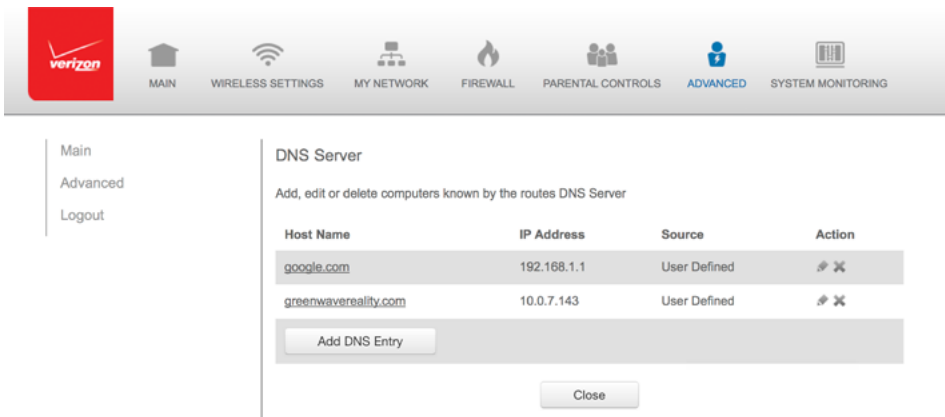 verizon
MAIN WIRELESS SETTINGS MY NETWORK FIREWALL PARENTAL CONTROLS ADVANCED SYSTEM MONITORING
Main
Advanced
Logout
DNS Server
Add, edit or delete computers known by the routes DNS Server
Host Name IP Address Source Action
google.com 192.168.1.1 User Defined
greenwavereality.com 10.0.7.143 User Defined
Add DNS Entry
Close